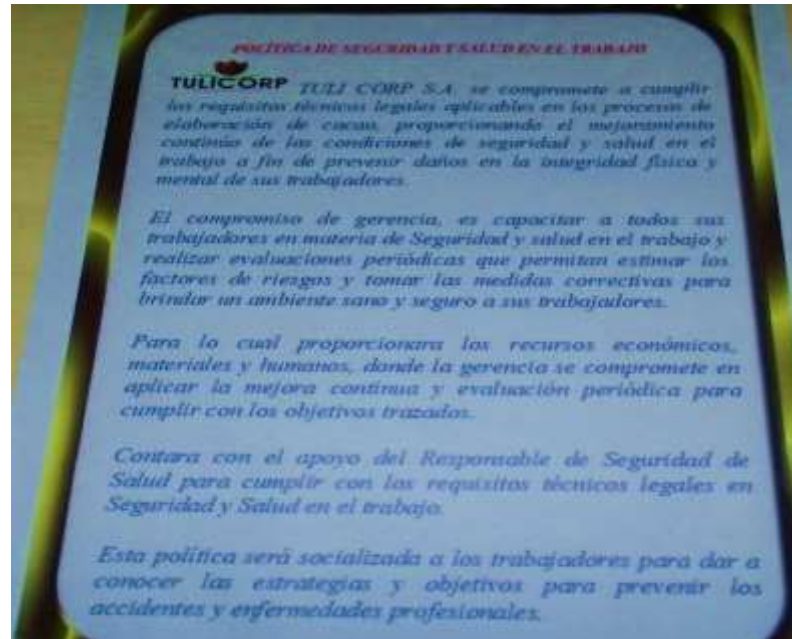 POLÍTICA DE SEGURIDAD Y SALUD EN EL TRABAJO
TULICORP TULI CORP S.A. se compromete a cumplir
los requisitos técnicos legales aplicables en los procesos de
elaboración de cacao, proporcionando el mejoramiento
continúo de las condiciones de seguridad y salud en el
trabajo a fin de prevenir daños en la integridad física y
mental de sus trabajadores.
El compromiso de gerencia, es capacitar a todos sus
trabajadores en materia de Seguridad y salud en el trabajo y
realizar evaluaciones periódicas que permitan estimar los
factores de riesgos y tomar las medidas correctivas para
brindar un ambiente sano y seguro a sus trabajadores.
Para lo cual proporcionara los recursos económicos,
materiales y humanos, donde la gerencia se compromete en
aplicar la mejora continua y evaluación periódica para
cumplir con los objetivos trazados.
Contara con el apoyo del Responsable de Seguridad de
Salud para cumplir con los requisitos técnicos legales en
Seguridad y Salud en el trabajo.
Esta política será socializada a los trabajadores para dar a
conocer las estrategias y objetivos para prevenir los
accidentes y enfermedades profesionales.